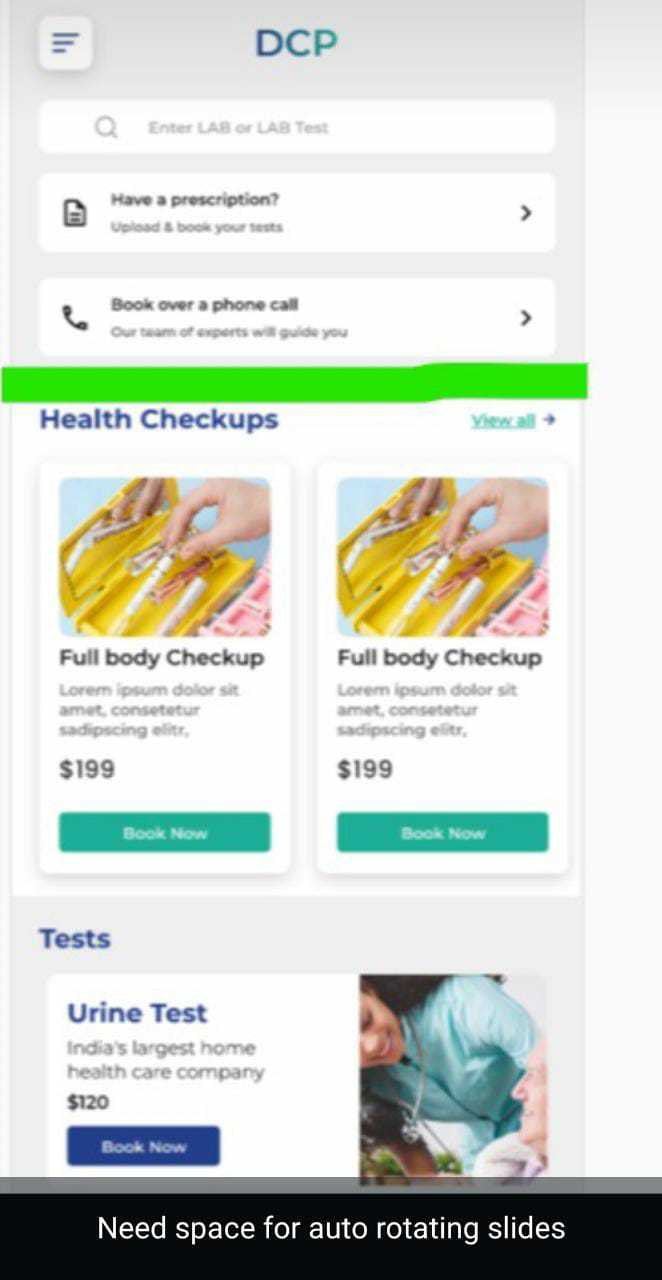 DCP
Enter LAB or LAB Test
Have a prescription?
Upload & book your tests
Book over a phone call
Our team of experts will guide you
Health Checkups
View all
Full body Checkup
Lorem ipsum dolor sit
amet, consetetur
sadipscing elitr,
$199
Book Now
Full body Checkup
Lorem ipsum dolor sit
amet, consetetur
sadipscing elitr,
$199
Book Now
Tests
Urine Test
India's largest home
health care company
$120
Book Now
Need space for auto rotating slides